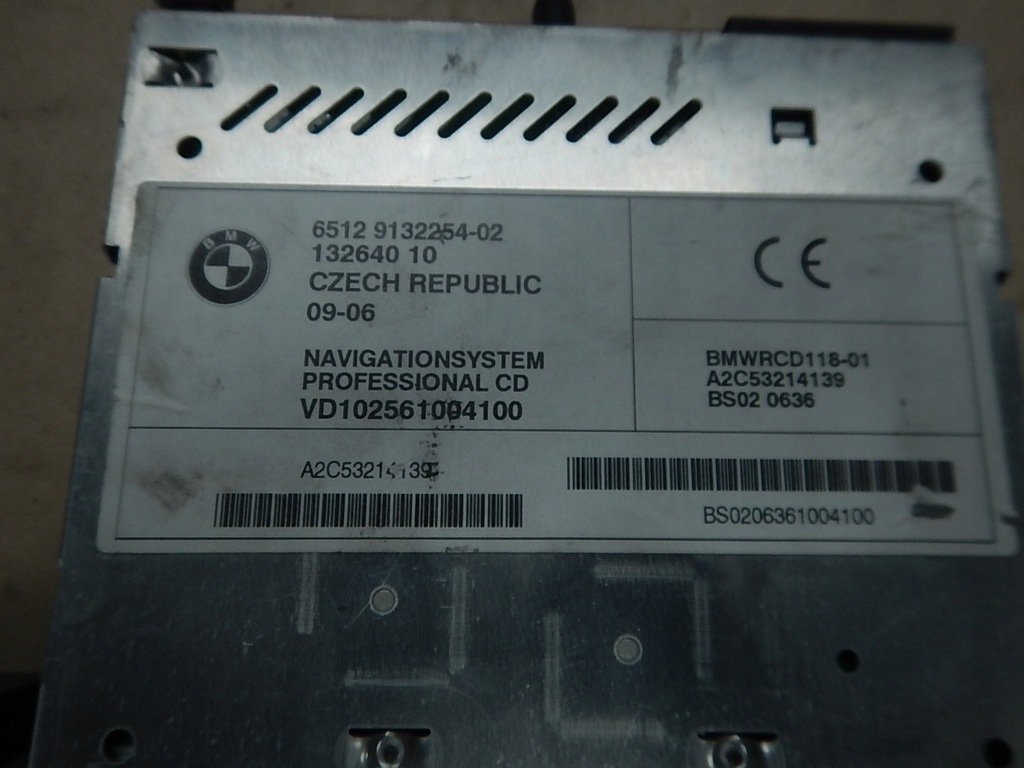 BMW
6512 9132254-02
132640 10
CZECH REPUBLIC
09-06
NAVIGATIONSYSTEM
PROFESSIONAL CD
VD102561004100
CE
BMWRCD118-01
A2C53214139
BS02 0636
A2C53214139
BS0206361004100